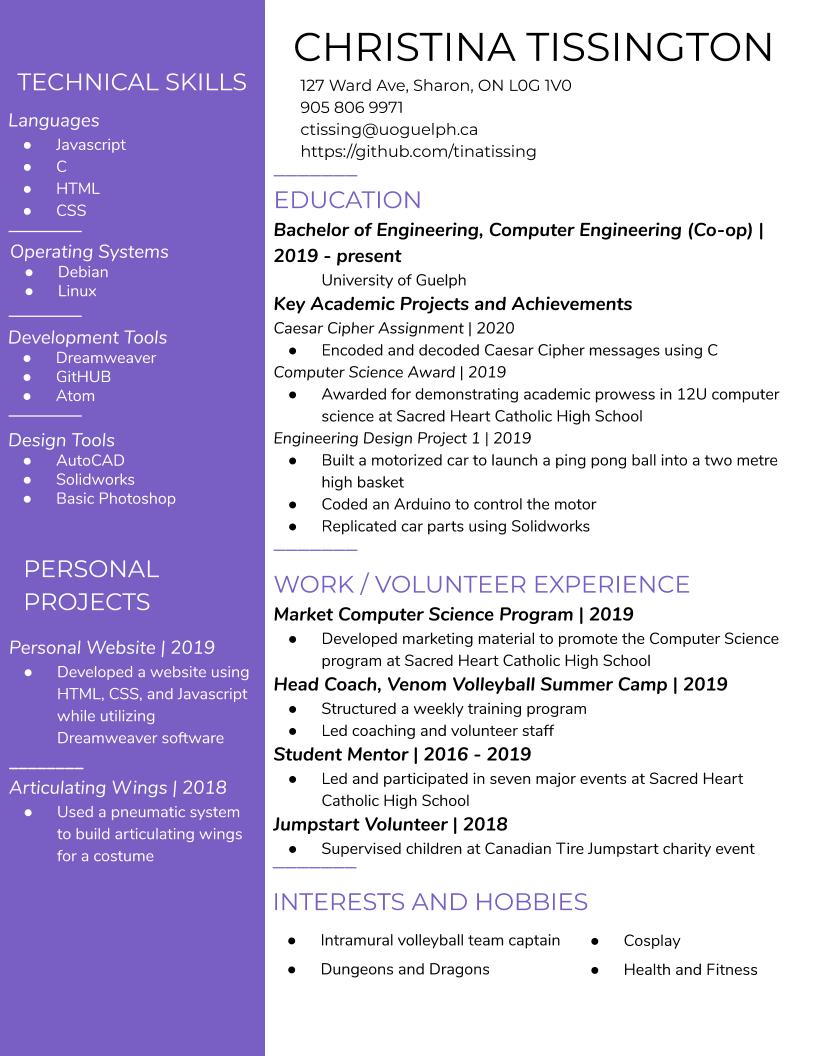 TECHNICAL SKILLS
Languages
● Javascript
● C
● HTML
● CSS
Operating Systems
● Debian
● Linux
Development Tools
● Dreamweaver
● GitHUB
● Atom
Design Tools
● AutoCAD
● Solidworks
● Basic Photoshop
PERSONAL
PROJECTS
Personal Website | 2019
● Developed a website using
HTML, CSS, and Javascript
while utilizing
Dreamweaver software
Articulating Wings | 2018
● Used a pneumatic system
to build articulating wings
for a costume
CHRISTINA TISSINGTON
127 Ward Ave, Sharon, ON L0G 1V0
905 806 9971
ctissing@uoguelph.ca
https://github.com/tinatissing
EDUCATION
Bachelor of Engineering, Computer Engineering (Co-op) |
2019 - present
University of Guelph
Key Academic Projects and Achievements
Caesar Cipher Assignment | 2020
● Encoded and decoded Caesar Cipher messages using C
Computer Science Award | 2019
● Awarded for demonstrating academic prowess in 12U computer
science at Sacred Heart Catholic High School
Engineering Design Project 1 | 2019
● Built a motorized car to launch a ping pong ball into a two metre
high basket
● Coded an Arduino to control the motor
● Replicated car parts using Solidworks
WORK / VOLUNTEER EXPERIENCE
Market Computer Science Program | 2019
● Developed marketing material to promote the Computer Science
program at Sacred Heart Catholic High School
Head Coach, Venom Volleyball Summer Camp | 2019
● Structured a weekly training program
● Led coaching and volunteer staff
Student Mentor | 2016 - 2019
● Led and participated in seven major events at Sacred Heart
Catholic High School
Jumpstart Volunteer | 2018
● Supervised children at Canadian Tire Jumpstart charity event
INTERESTS AND HOBBIES
● Intramural volleyball team captain
● Dungeons and Dragons
● Cosplay
● Health and Fitness